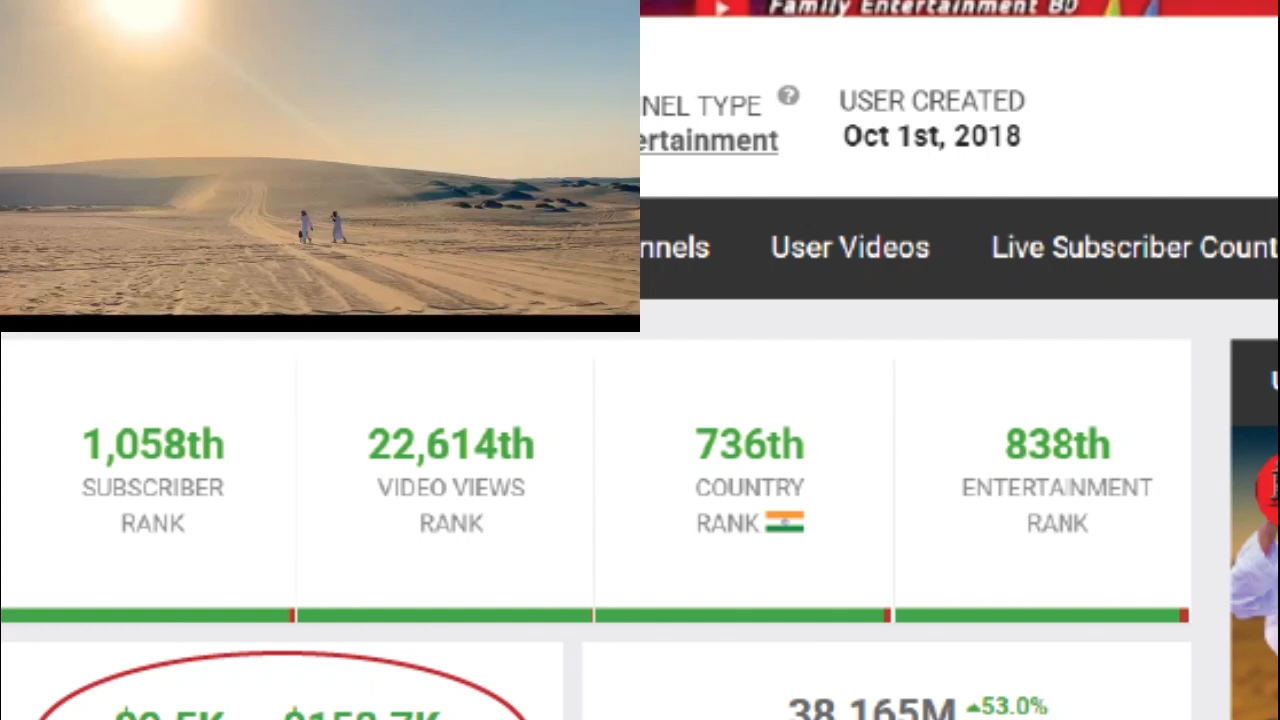 Family Entertainment BD
NEL TYPE ?
ertainment
USER CREATED
Oct 1st, 2018
nnels
User Videos
Live Subscriber Count
1,058th
SUBSCRIBER
RANK
22,614th
VIDEO VIEWS
RANK
736th
COUNTRY
RANK
838th
ENTERTAINMENT
RANK
38.165M
53.0%